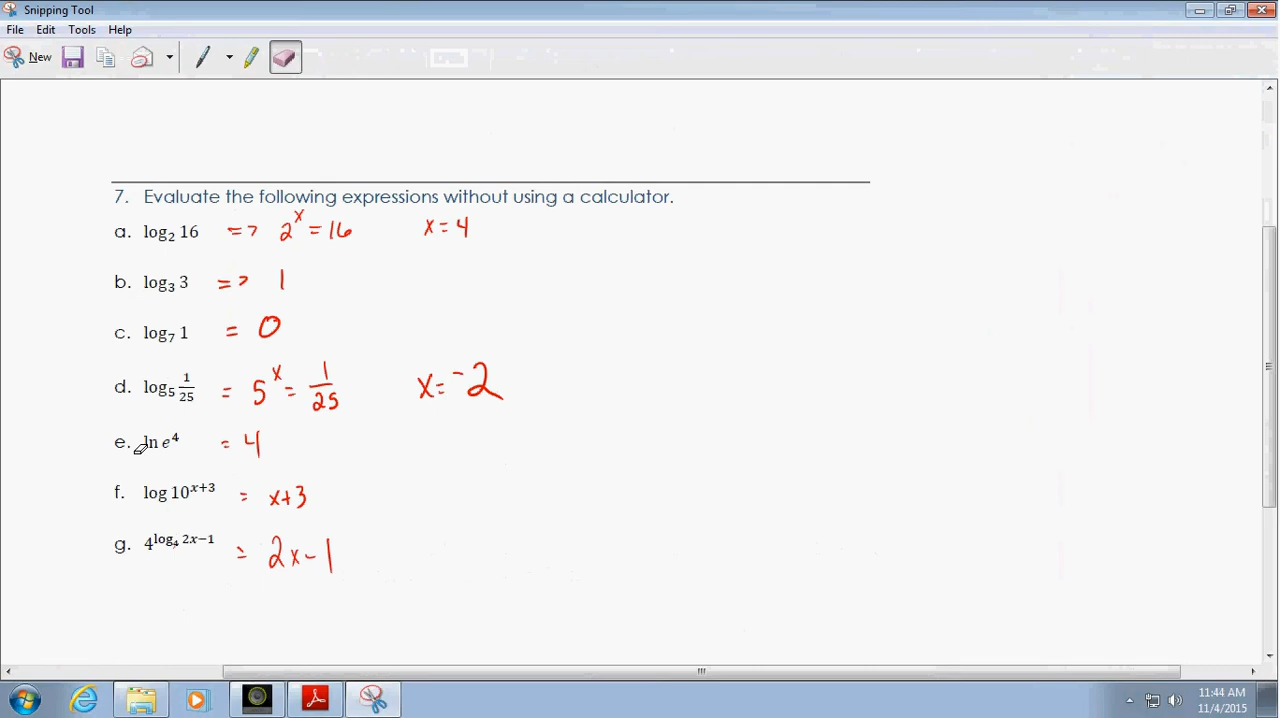 Snipping Tool
File Edit Tools Help
New
7. Evaluate the following expressions without using a calculator.
a. log₂ 16 => 2ˣ = 16 x = 4
b. log₃ 3 => 1
c. log₇ 1 = 0
d. log₅ 1/25 = 5ˣ = 1/25 x = -2
e. ln e⁴ = 4
f. log 10ˣ⁺³ = x+3
g. 4^(log₄ 2x−1) = 2x-1
11:44 AM
11/4/2015